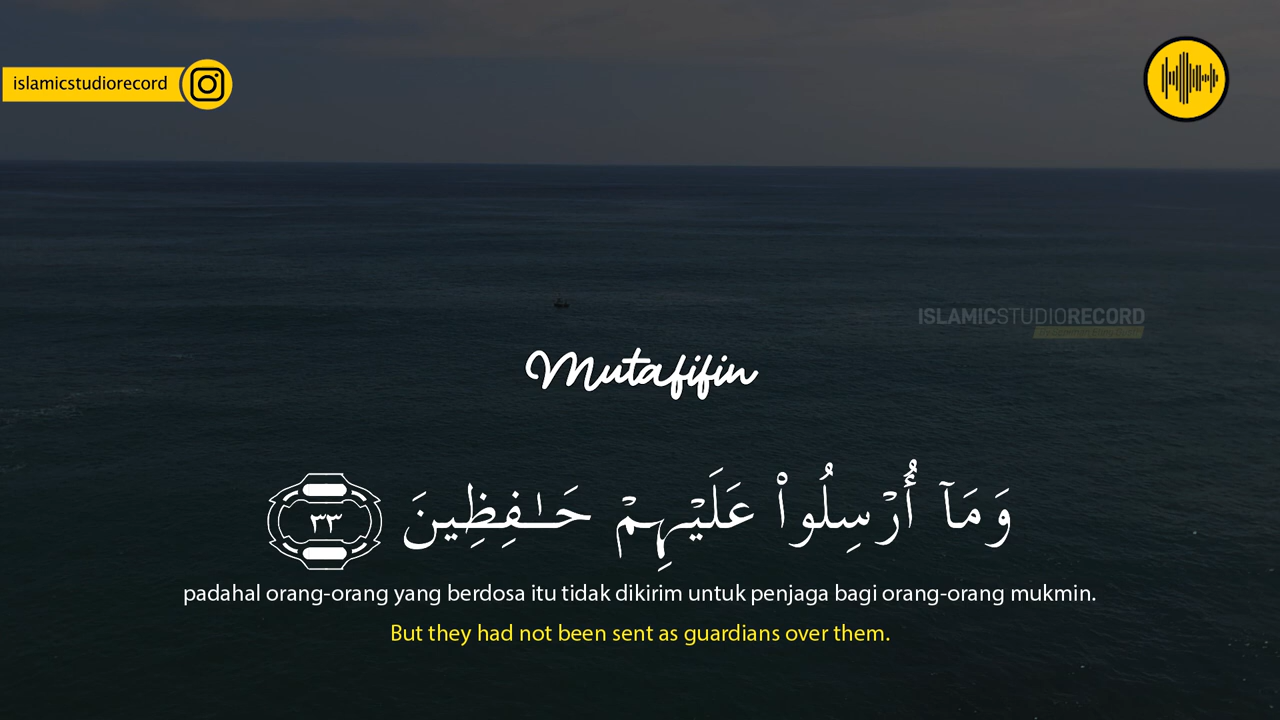 islamicstudiorecord
ISLAMICSTUDIORECORD
Mutafifin
وَمَآ أُرْسِلُوا۟ عَلَيْهِمْ حَـٰفِظِينَ ٣٣
padahal orang-orang yang berdosa itu tidak dikirim untuk penjaga bagi orang-orang mukmin.
But they had not been sent as guardians over them.